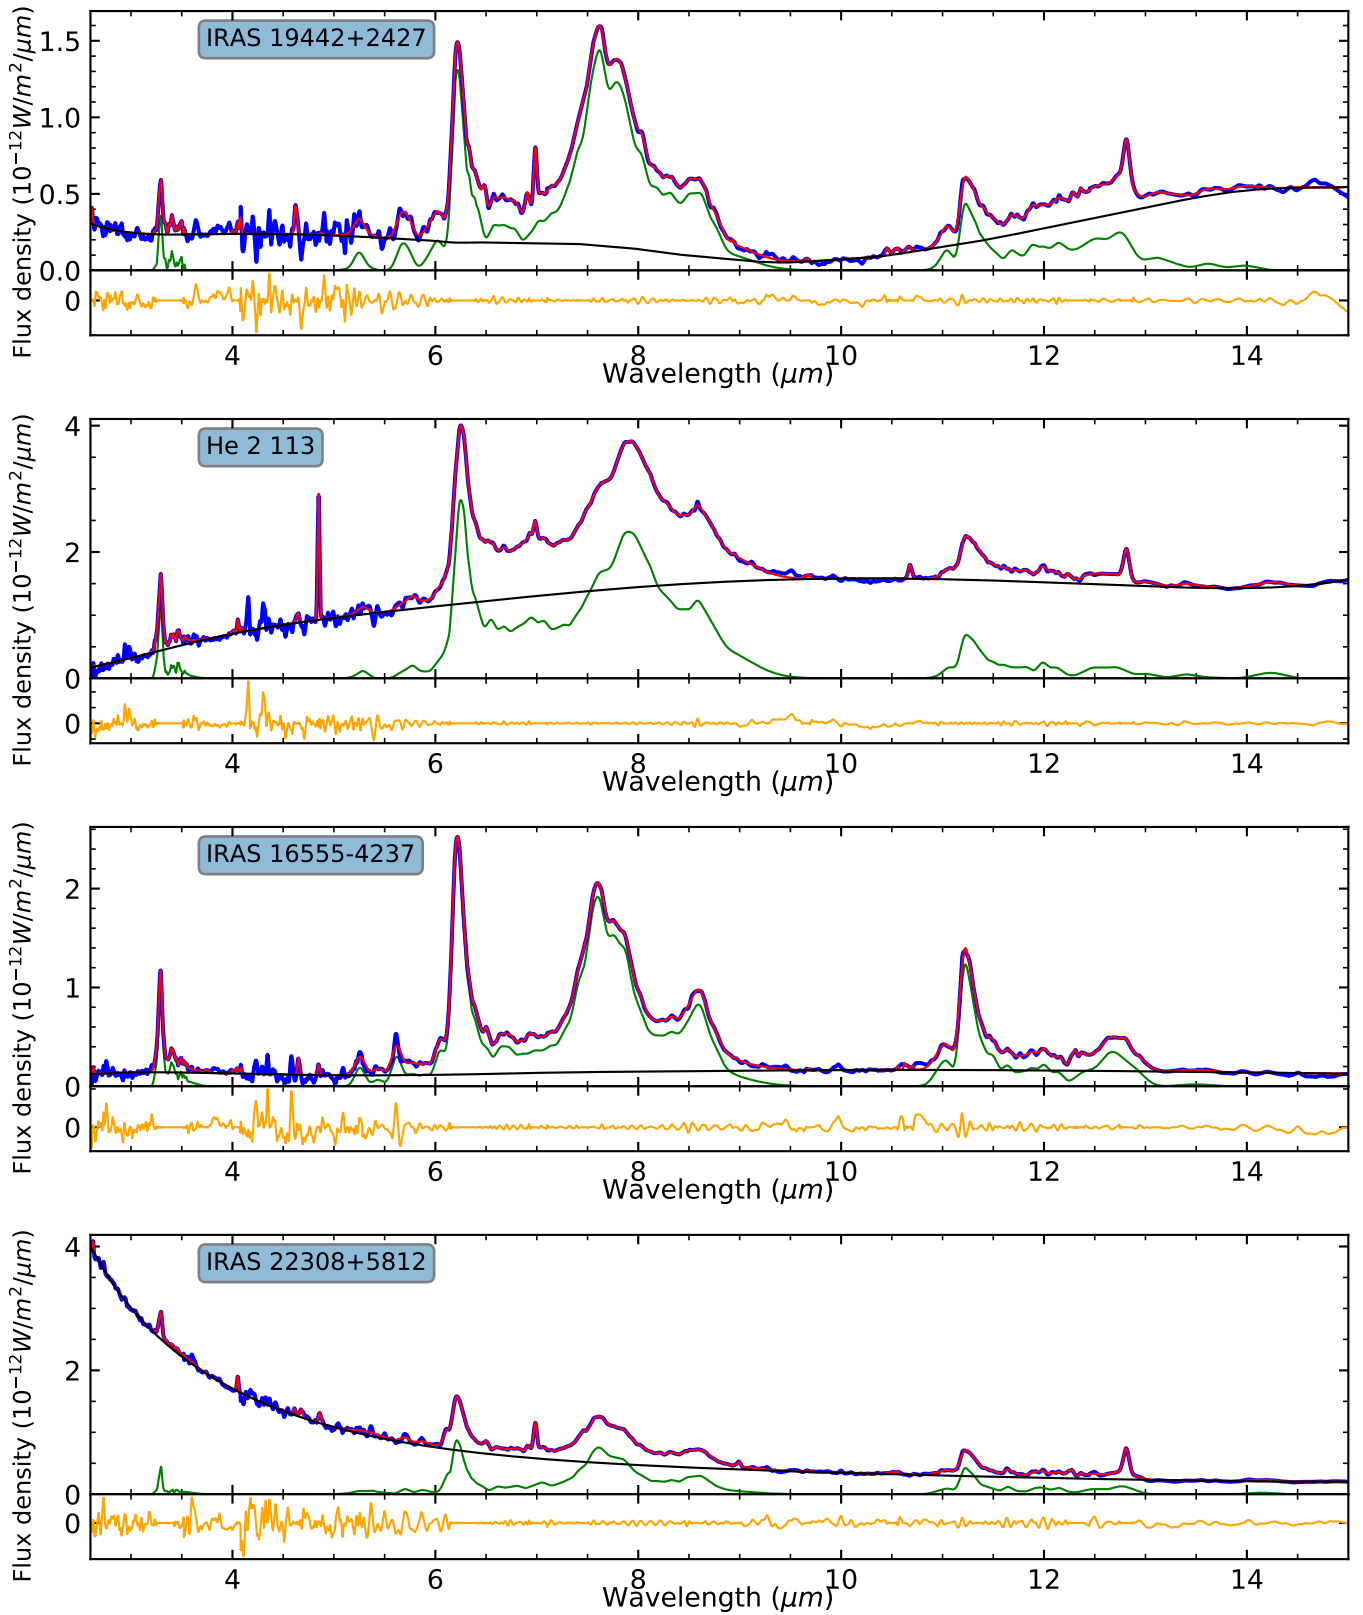 Flux density (10⁻¹²W/m²/μm)
1.5
1.0
0.5
0.0
IRAS 19442+2427
0
4 6 8 10 12 14
Wavelength (μm)
Flux density (10⁻¹²W/m²/μm)
4
2
0
He 2 113
0
4 6 8 10 12 14
Wavelength (μm)
Flux density (10⁻¹²W/m²/μm)
2
1
0
IRAS 16555-4237
0
4 6 8 10 12 14
Wavelength (μm)
Flux density (10⁻¹²W/m²/μm)
4
2
0
IRAS 22308+5812
0
4 6 8 10 12 14
Wavelength (μm)